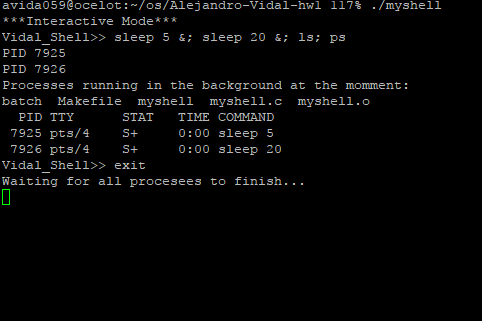 avida059@ocelot:~/os/Alejandro-Vidal-hw1 117% ./myshell
***Interactive Mode***
Vidal_Shell>> sleep 5 &; sleep 20 &; ls; ps
PID 7925
PID 7926
Processes running in the background at the momment:
batch  Makefile  myshell  myshell.c  myshell.o
  PID TTY      STAT   TIME COMMAND
 7925 pts/4    S+     0:00 sleep 5
 7926 pts/4    S+     0:00 sleep 20
Vidal_Shell>> exit
Waiting for all procesees to finish...